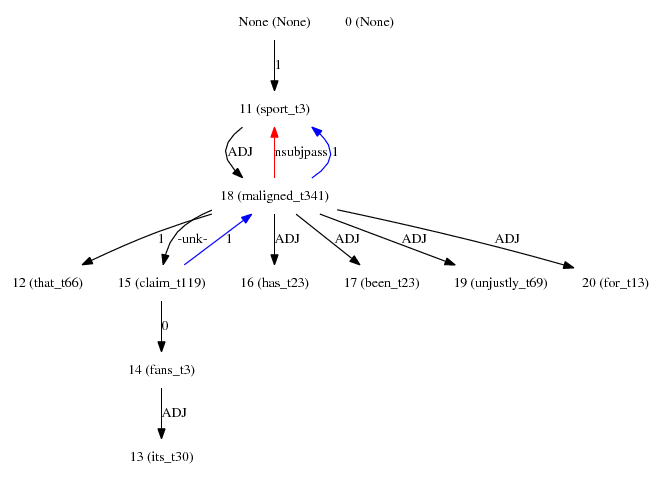 None (None) 0 (None)
1
11 (sport_t3)
ADJ nsubjpass 1
18 (maligned_t341)
1 -unk- 1 ADJ ADJ ADJ ADJ
12 (that_t66) 15 (claim_t119) 16 (has_t23) 17 (been_t23) 19 (unjustly_t69) 20 (for_t13)
0
14 (fans_t3)
ADJ
13 (its_t30)